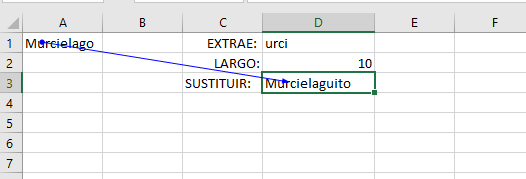 A B C D E F
1 Murcielago EXTRAE: urci
2 LARGO: 10
3 SUSTITUIR: Murcielaguito
4
5
6
7